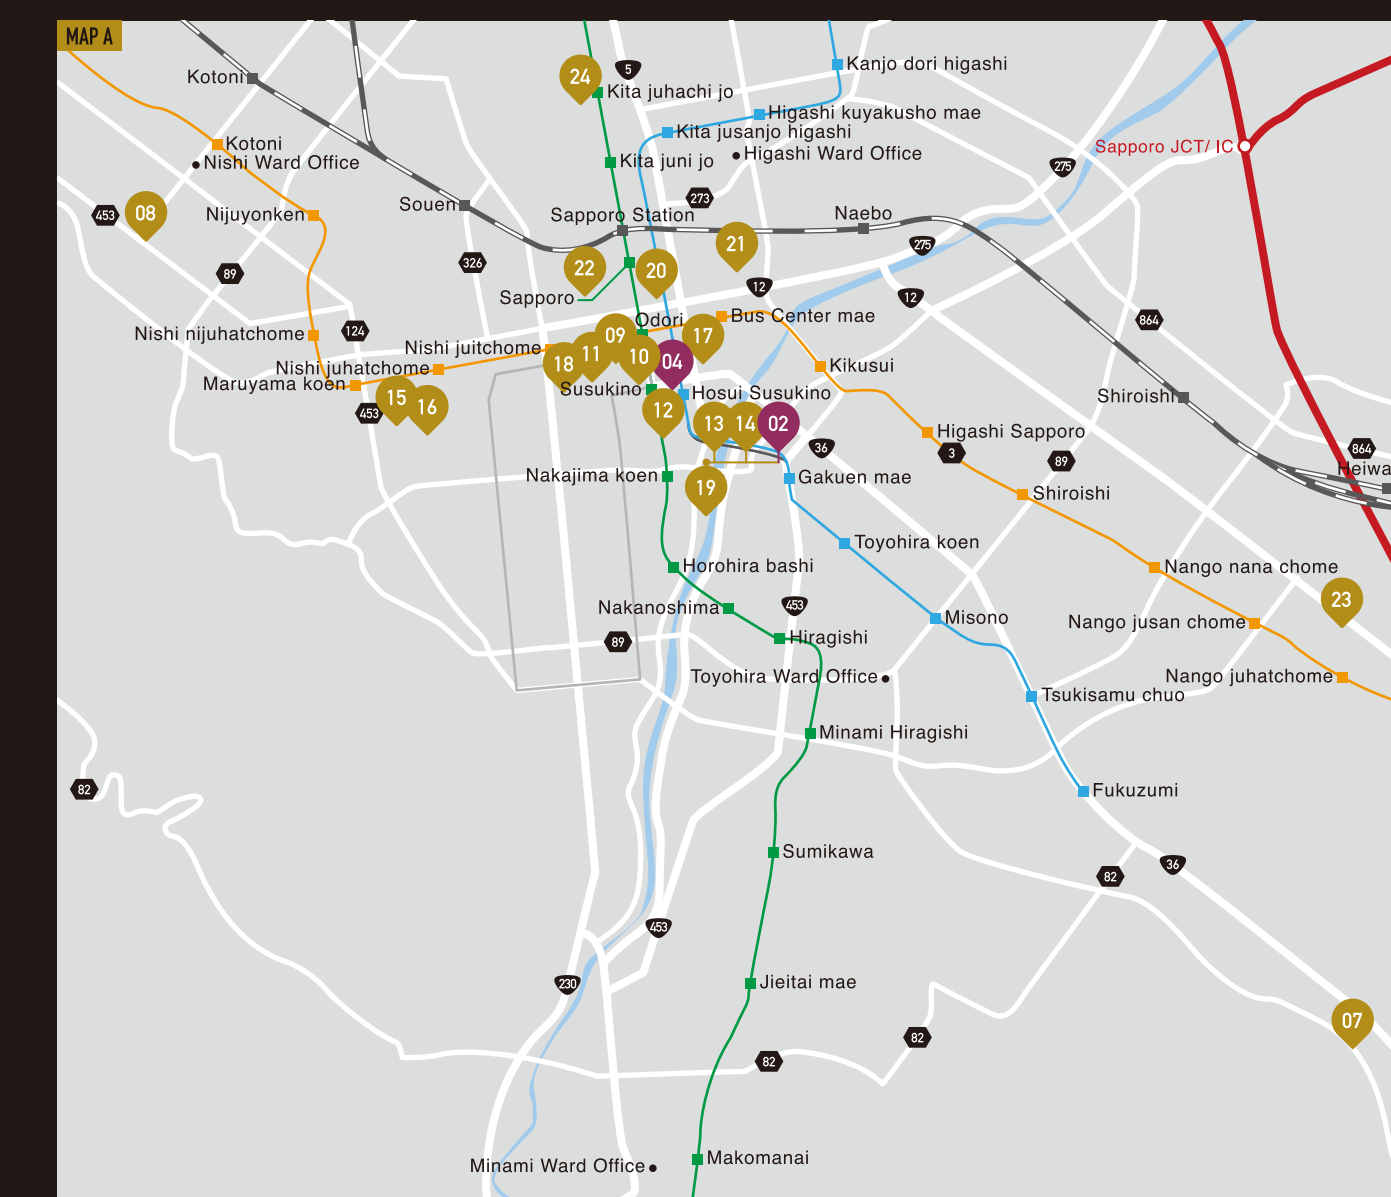 MAP A
Kanjo dori higashi
5
24
Kotoni
Kita juhachi jo
Higashi kuyakusho mae
Kita jusanjo higashi
Kotoni
Sapporo JCT/ IC
Nishi Ward Office
Kita juni jo
Higashi Ward Office
275
273
Souen
453
08
Nijuyonken
Sapporo Station
Naebo
21
275
326
22
20
89
12
12
Sapporo
Odori
Bus Center mae
864
124
Nishi nijuhatchome
09
17
Nishi juitchome
11
10
04
18
Kikusui
Nishi juhatchome
Maruyama koen
Susukino
Hosui Susukino
Shiroishi
15
16
453
12
13
14
02
Higashi Sapporo
36
3
864
89
Heiwa
Nakajima koen
Gakuen mae
19
Shiroishi
Toyohira koen
Horohira bashi
Nango nana chome
23
Nakanoshima
453
Misono
Nango jusan chome
89
Hiragishi
Toyohira Ward Office
Nango juhatchome
Tsukisamu chuo
Minami Hiragishi
82
Fukuzumi
Sumikawa
36
82
453
230
Jieitai mae
07
82
82
Minami Ward Office
Makomanai